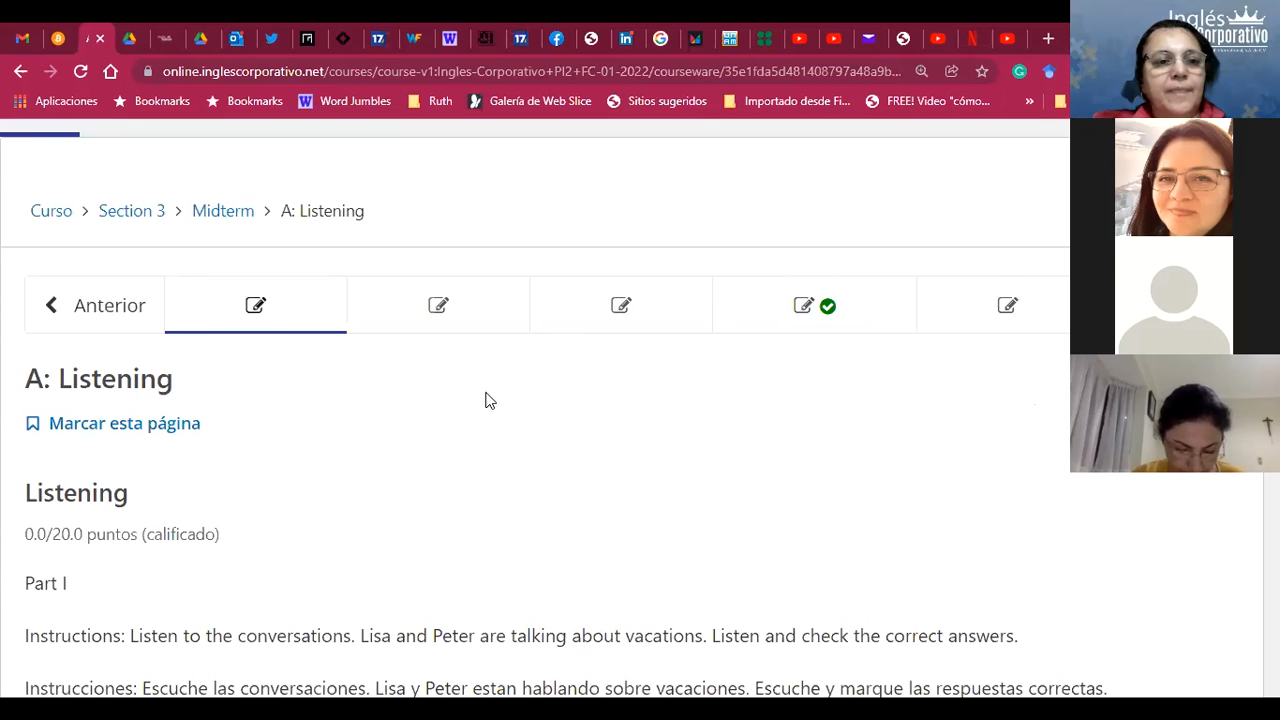 online.inglescorporativo.net/courses/course-v1:Ingles-Corporativo+PI2+FC-01-2022/courseware/35e1fda5d481408797a48a9b...
Aplicaciones Bookmarks Bookmarks Word Jumbles Ruth Galería de Web Slice Sitios sugeridos Importado desde Fi... FREE! Video "cómo... »
Inglés
Corporativo
Curso > Section 3 > Midterm > A: Listening
Anterior
A: Listening
Marcar esta página
Listening
0.0/20.0 puntos (calificado)
Part I
Instructions: Listen to the conversations. Lisa and Peter are talking about vacations. Listen and check the correct answers.
Instrucciones: Escuche las conversaciones. Lisa y Peter estan hablando sobre vacaciones. Escuche y marque las respuestas correctas.